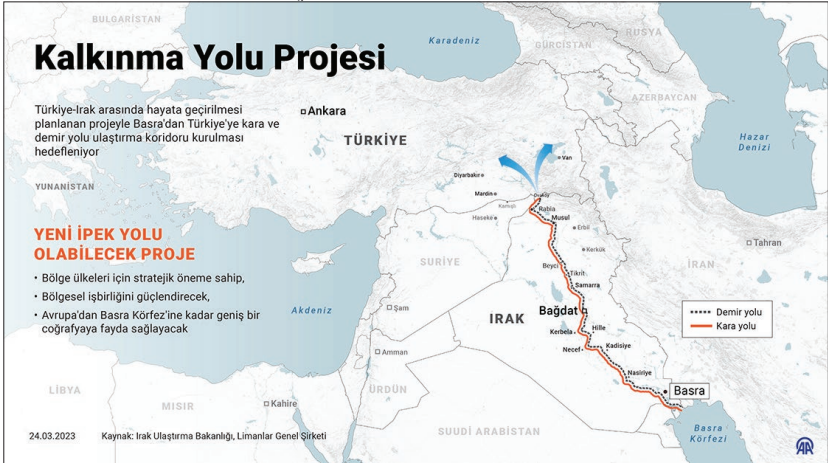 Kalkınma Yolu Projesi
Türkiye-Irak arasında hayata geçirilmesi
planlanan projeyle Basra'dan Türkiye'ye kara ve
demir yolu ulaştırma koridoru kurulması
hedefleniyor
YENİ İPEK YOLU
OLABİLECEK PROJE
• Bölge ülkeleri için stratejik öneme sahip,
• Bölgesel işbirliğini güçlendirecek,
• Avrupa'dan Basra Körfez'ine kadar geniş bir
coğrafyaya fayda sağlayacak
BULGARİSTAN
Karadeniz
GÜRCİSTAN
RUSYA
AZERBAYCAN
Hazar
Denizi
Ankara
TÜRKİYE
YUNANİSTAN
Diyarbakır
Van
Mardin
Kamışlı
Rabia
Haseke
Musul
Erbil
Kerkük
Tahran
İRAN
SURİYE
Beyci
Tikrit
Samarra
Akdeniz
Şam
IRAK
Bağdat
Demir yolu
Kara yolu
Kerbela
Hille
Necef
Kadisiye
Amman
Nasiriye
Basra
LİBYA
MISIR
Kahire
ÜRDÜN
SUUDİ ARABİSTAN
Basra
Körfezi
24.03.2023
Kaynak: Irak Ulaştırma Bakanlığı, Limanlar Genel Şirketi
AA